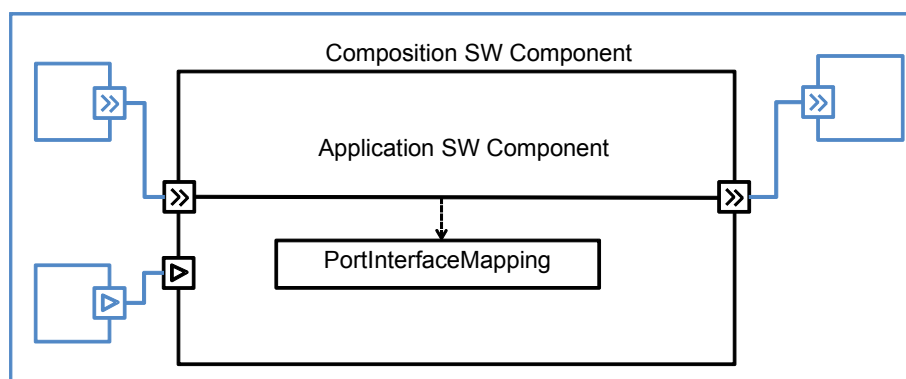 Composition SW Component
Application SW Component
PortInterfaceMapping